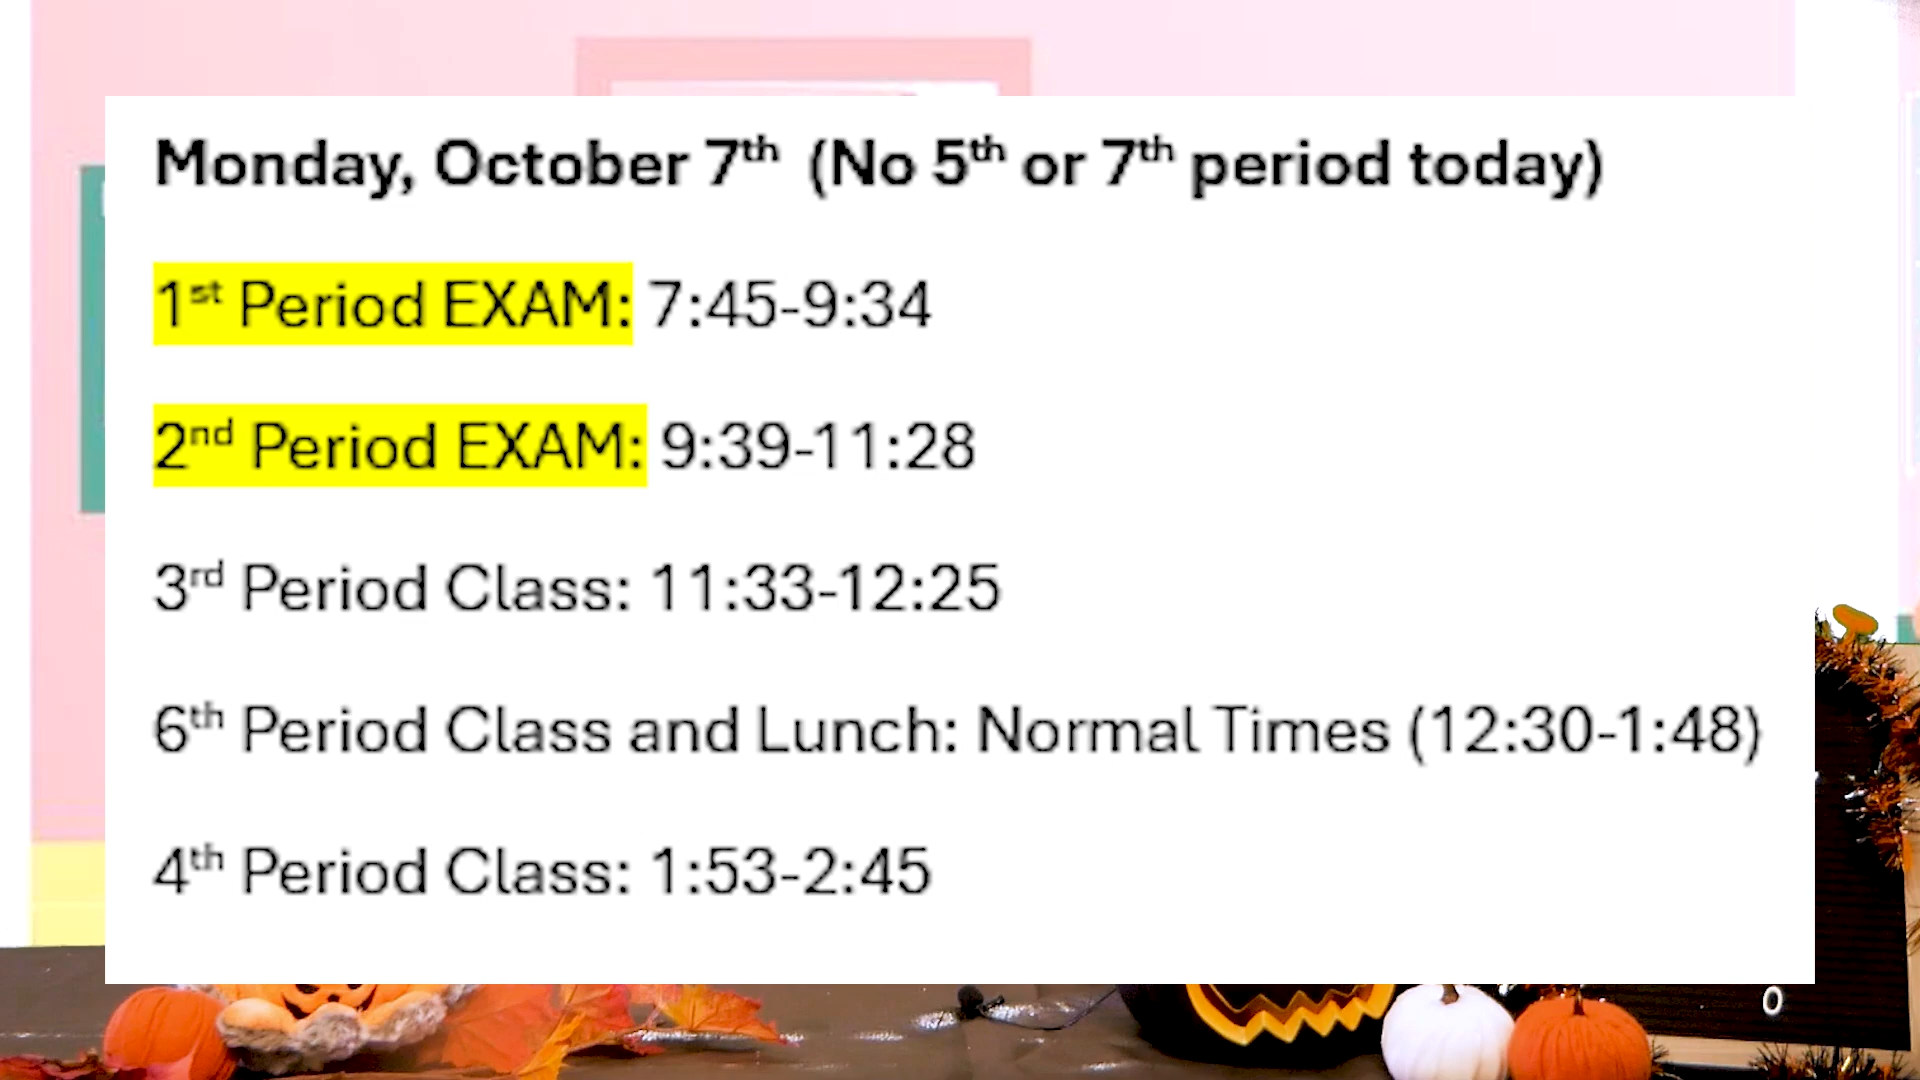 Monday, October 7th (No 5th or 7th period today)
1st Period EXAM: 7:45-9:34
2nd Period EXAM: 9:39-11:28
3rd Period Class: 11:33-12:25
6th Period Class and Lunch: Normal Times (12:30-1:48)
4th Period Class: 1:53-2:45
O